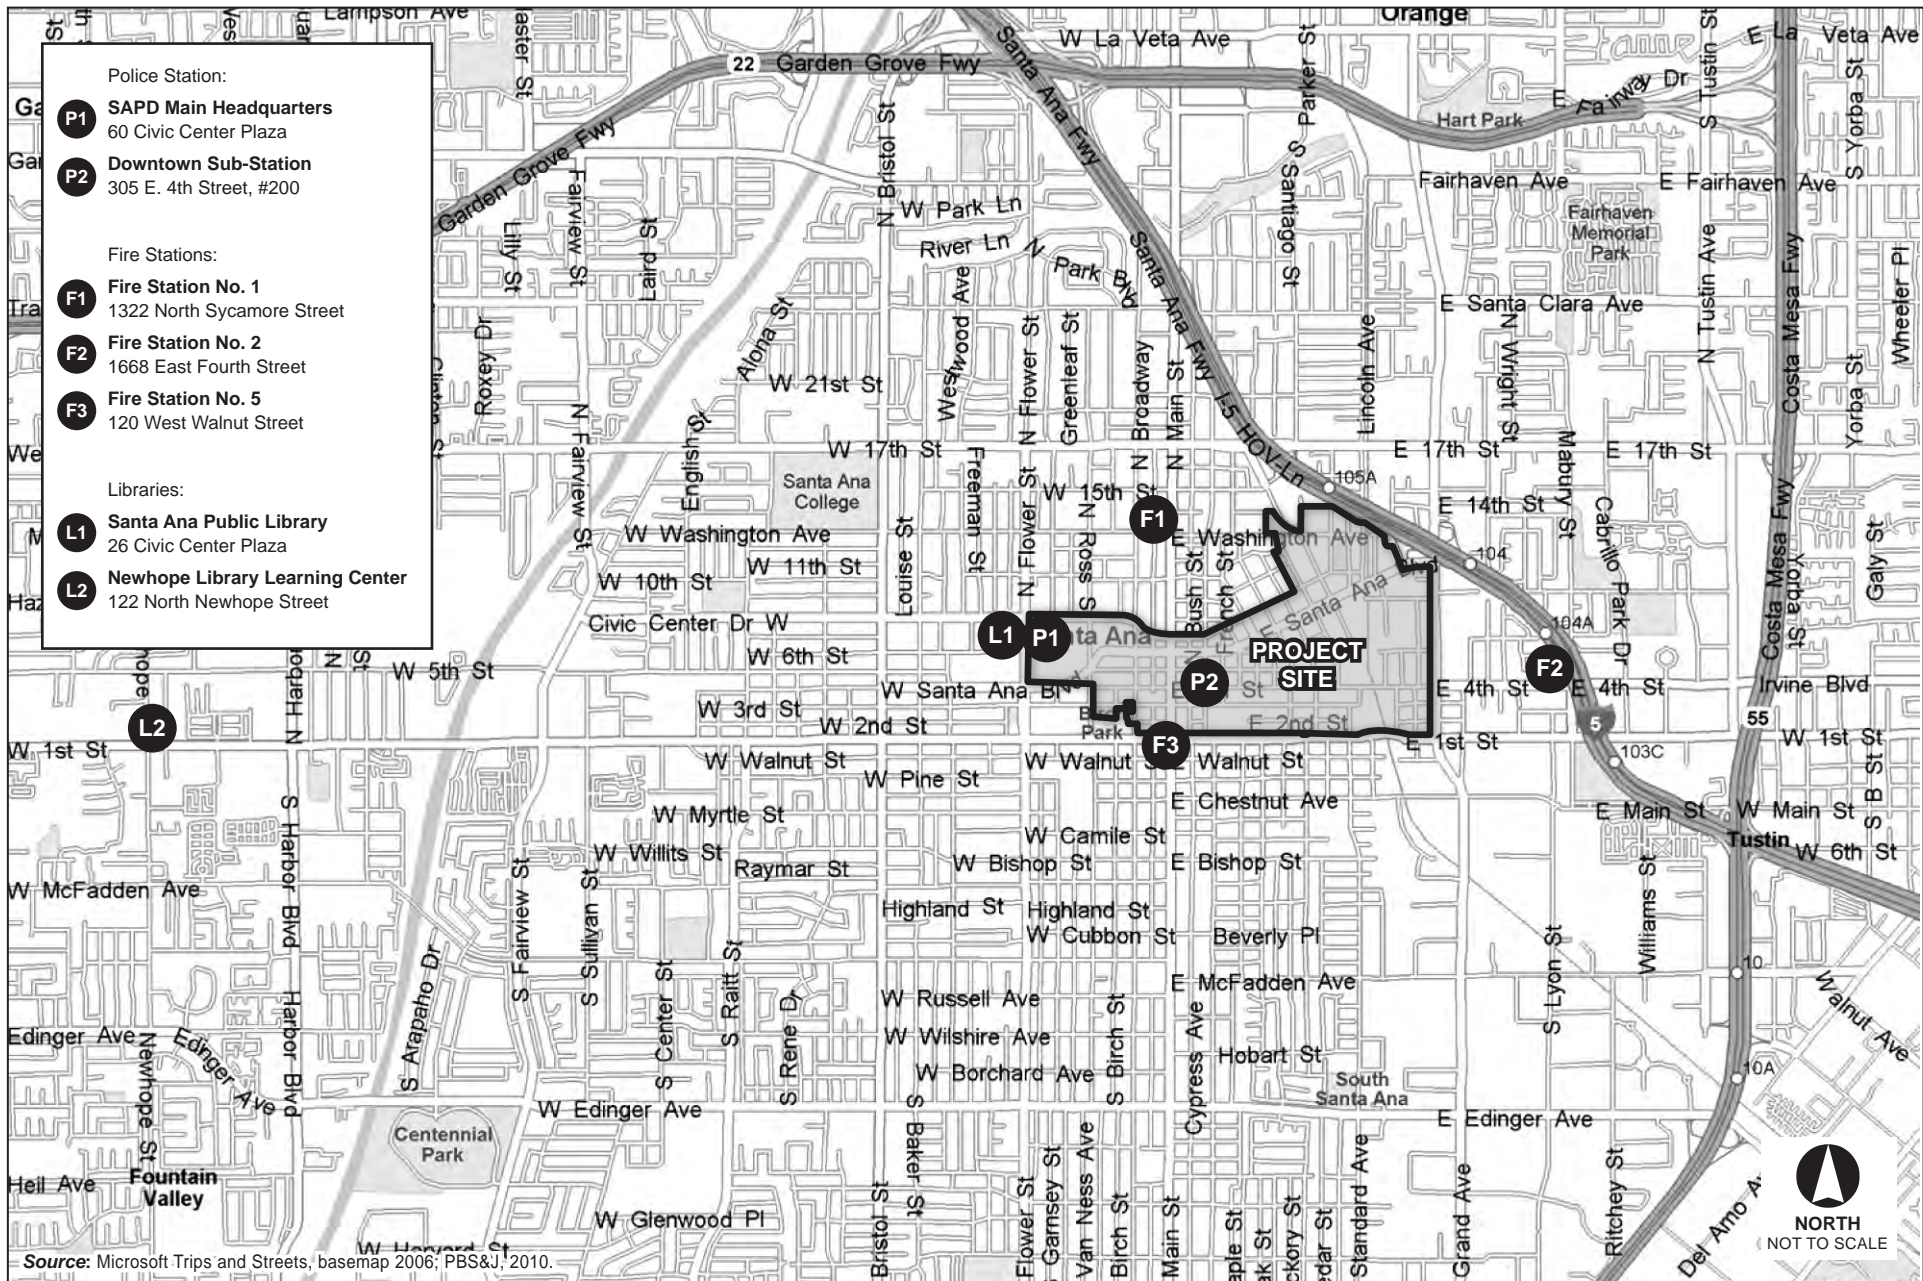 Police Station:
P1 SAPD Main Headquarters
60 Civic Center Plaza
P2 Downtown Sub-Station
305 E. 4th Street, #200
Fire Stations:
F1 Fire Station No. 1
1322 North Sycamore Street
F2 Fire Station No. 2
1668 East Fourth Street
F3 Fire Station No. 5
120 West Walnut Street
Libraries:
L1 Santa Ana Public Library
26 Civic Center Plaza
L2 Newhope Library Learning Center
122 North Newhope Street
Lampson Ave
Orange
W La Veta Ave
E La Veta Ave
22 Garden Grove Fwy
Garden Grove Fwy
Santa Ana Fwy
S Parker St
E Fairway Dr
S Tustin St
S Yorba St
Hart Park
N Bristol St
Fairview St
Lilly St
Laird St
W Park Ln
River Ln
N Park Blvd
Santa Ana Fwy
S Santiago St
Fairhaven Ave
E Fairhaven Ave
Fairhaven
Memorial
Park
N Tustin Ave
Costa Mesa Fwy
Wheeler Pl
E Santa Clara Ave
Roxey Dr
Alona St
Westwood Ave
N Flower St
Greenleaf St
N Broadway
N Main St
Lincoln Ave
N Wright St
Yorba St
W 21st St
I-5 HOV Ln
N Fairview St
English St
W 17th St
E 17th St
E 17th St
Mabury St
Santa Ana
College
Freeman St
N Flower St
W 15th St
N Ross St
105A
E 14th St
Cabrillo Park Dr
Costa Mesa Fwy
Yorba St
Galy St
F1
W Washington Ave
E Washington Ave
W 11th St
W 10th St
Louise St
Bush St
French St
104
E Santa Ana Blvd
Civic Center Dr W
L1
P1
Santa Ana
104A
W 6th St
W 5th St
PROJECT
SITE
P2
F2
W Santa Ana Blvd
E 4th St
E 4th St
Irvine Blvd
W 3rd St
W 2nd St
Birch
Park
E 2nd St
5
55
L2
N Harbor
W 1st St
F3
E 1st St
W 1st St
W Walnut St
W Walnut St
E Walnut St
103C
W Pine St
S Harbor Blvd
W Myrtle St
E Chestnut Ave
E Main St
W Main St
S B St
Tustin
W Camile St
W Willits St
Raymar St
W Bishop St
E Bishop St
W 6th St
W McFadden Ave
S Fairview St
S Sullivan St
Highland St
Highland St
W Cubbon St
Beverly Pl
Williams St
S Lyon St
10
S Arapaho Dr
S Center St
S Raitt St
S Rene Dr
W Russell Ave
E McFadden Ave
Walnut Ave
Edinger Ave
Edinger Ave
Newhope St
Harbor Blvd
W Wilshire Ave
S Birch St
Cypress Ave
Hobart St
W Borchard Ave
South
Santa Ana
10A
W Edinger Ave
E Edinger Ave
Centennial
Park
S Baker St
Fountain
Valley
Heil Ave
W Glenwood Pl
Bristol St
Flower St
S Garnsey St
Van Ness Ave
Birch St
Main St
Standard Ave
Grand Ave
Ritchey St
W Harvard St
NORTH
NOT TO SCALE
Source: Microsoft Trips and Streets, basemap 2006; PBS&J, 2010.